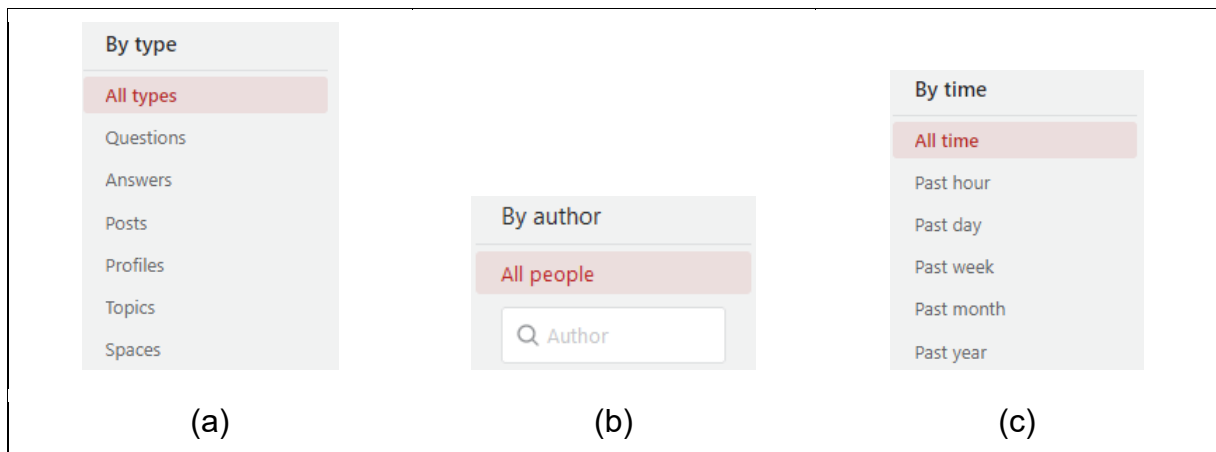 By type
All types
Questions
Answers
Posts
Profiles
Topics
Spaces
(a)
By author
All people
Author
(b)
By time
All time
Past hour
Past day
Past week
Past month
Past year
(c)